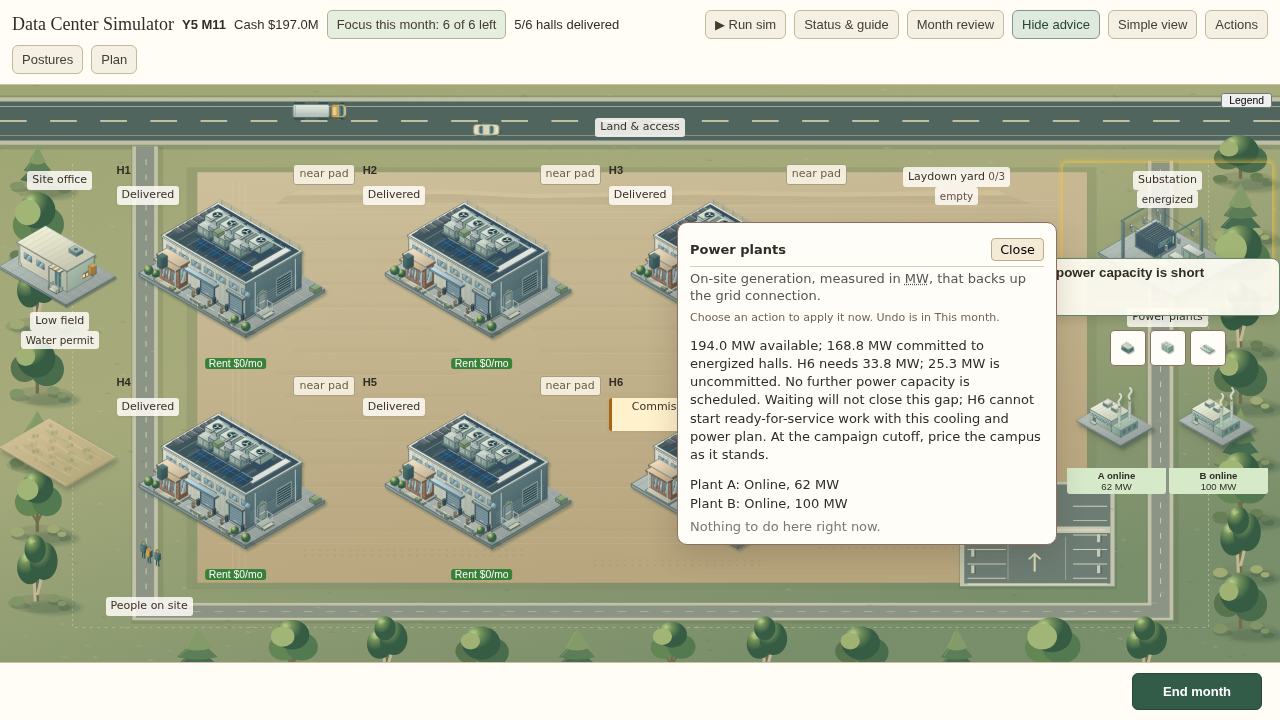 Data Center Simulator
Y5 M11
Cash $197.0M
Focus this month: 6 of 6 left
5/6 halls delivered
▶ Run sim
Status & guide
Month review
Hide advice
Simple view
Actions
Postures
Plan
Legend
Land & access
Site office
H1
near pad
H2
near pad
H3
near pad
Laydown yard 0/3
empty
Substation
energized
Delivered
Delivered
Delivered
Low field
Water permit
Rent $0/mo
Rent $0/mo
Power plants
Close
On-site generation, measured in MW, that backs up
the grid connection.
Choose an action to apply it now. Undo is in This month.
194.0 MW available; 168.8 MW committed to
energized halls. H6 needs 33.8 MW; 25.3 MW is
uncommitted. No further power capacity is
scheduled. Waiting will not close this gap; H6 cannot
start ready-for-service work with this cooling and
power plan. At the campaign cutoff, price the campus
as it stands.
Plant A: Online, 62 MW
Plant B: Online, 100 MW
Nothing to do here right now.
power capacity is short
Power plants
H4
near pad
H5
near pad
H6
Delivered
Delivered
Commis
A online
62 MW
B online
100 MW
Rent $0/mo
Rent $0/mo
People on site
End month